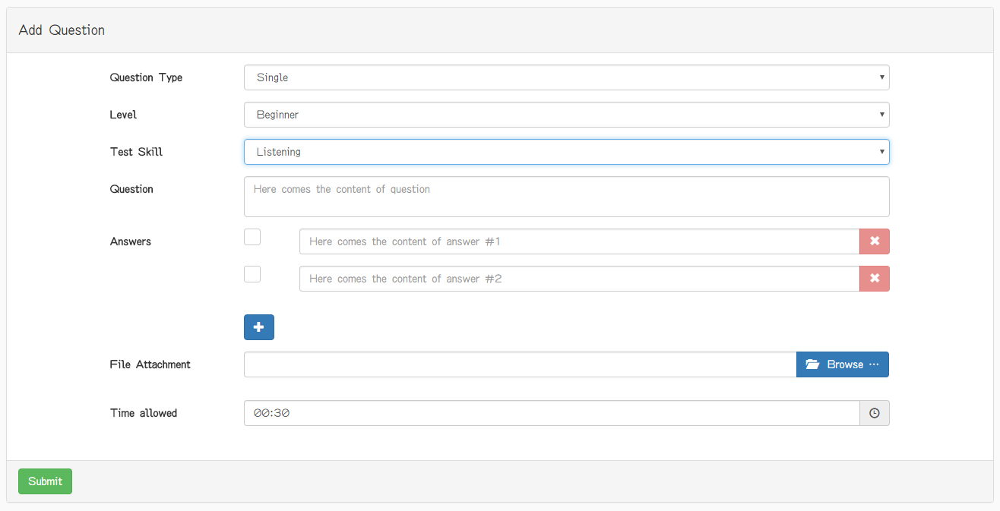 Add Question
Question Type Single
Level Beginner
Test Skill Listening
Question Here comes the content of question
Answers Here comes the content of answer #1
Here comes the content of answer #2
File Attachment Browse ...
Time allowed 00:30
Submit